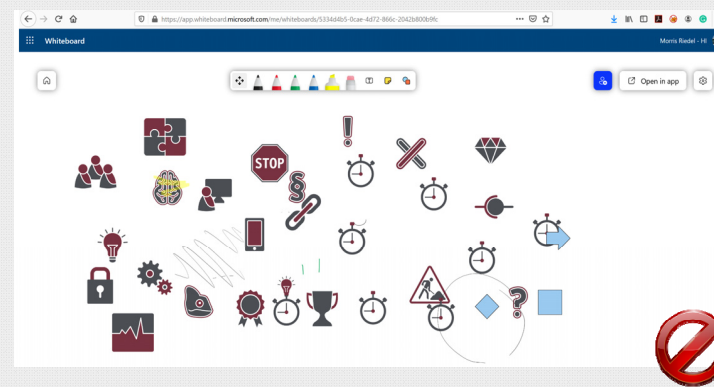 https://app.whiteboard.microsoft.com/me/whiteboards/5334d4b5-0cae-4d72-866c-2042b800b9fc
Whiteboard
Morris Riedel - HI
Open in app
STOP
§